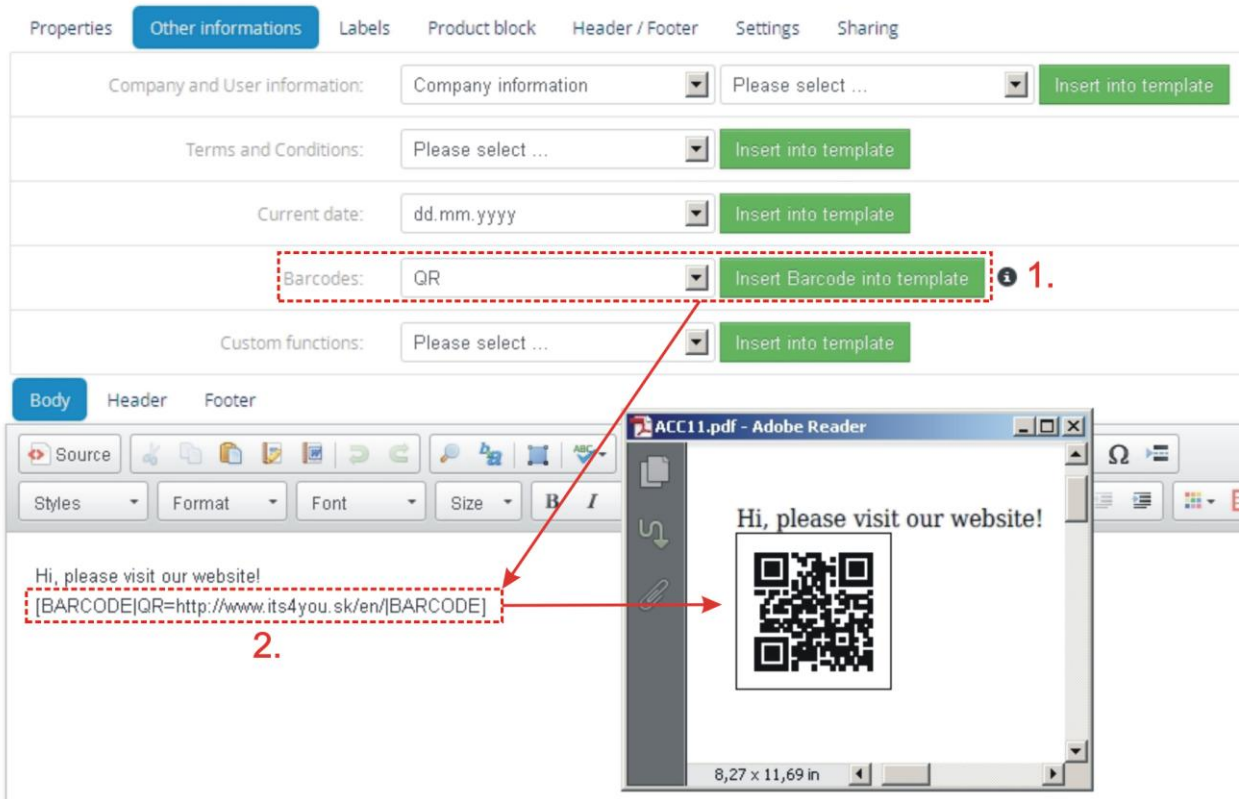 Properties Other informations Labels Product block Header / Footer Settings Sharing
Company and User information: Company information Please select ... Insert into template
Terms and Conditions: Please select ... Insert into template
Current date: dd.mm.yyyy Insert into template
Barcodes: QR Insert Barcode into template 1.
Custom functions: Please select ... Insert into template
Body Header Footer
ACC11.pdf - Adobe Reader
Source ABC Ω
Styles Format Font Size B I
Hi, please visit our website!
Hi, please visit our website!
[BARCODE|QR=http://www.its4you.sk/en/|BARCODE]
2.
8,27 x 11,69 in